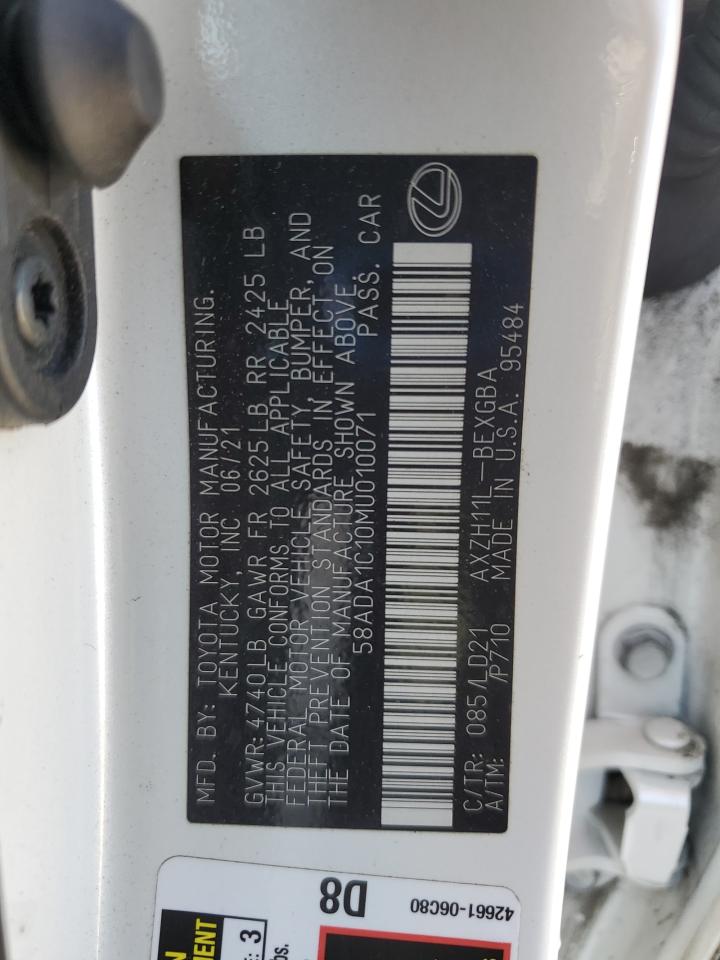 MFD. BY: TOYOTA MOTOR MANUFACTURING.
KENTUCKY, INC 06/21
GVWR: 4740LB GAWR FR 2625LB RR 2425 LB
THIS VEHICLE CONFORMS TO ALL APPLICABLE
FEDERAL MOTOR VEHICLE SAFETY, BUMPER, AND
THEFT PREVENTION STANDARDS IN EFFECT ON
THE DATE OF MANUFACTURE SHOWN ABOVE.
58ADA1C10MU010071 PASS. CAR
C/TR: 085/LD21 AXZH11L-BEXGBA
A/TM: /P710 MADE IN U.S.A. 95484
D8
42661-06C80
3